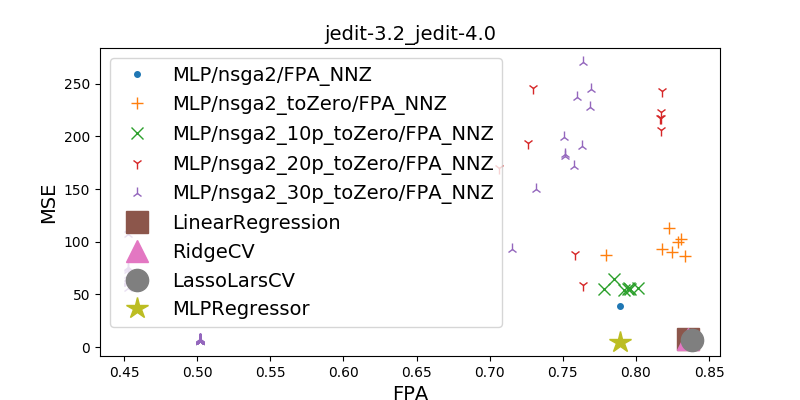 jedit-3.2_jedit-4.0
MSE
250
200
150
100
50
0
MLP/nsga2/FPA_NNZ
MLP/nsga2_toZero/FPA_NNZ
MLP/nsga2_10p_toZero/FPA_NNZ
MLP/nsga2_20p_toZero/FPA_NNZ
MLP/nsga2_30p_toZero/FPA_NNZ
LinearRegression
RidgeCV
LassoLarsCV
MLPRegressor
0.45 0.50 0.55 0.60 0.65 0.70 0.75 0.80 0.85
FPA